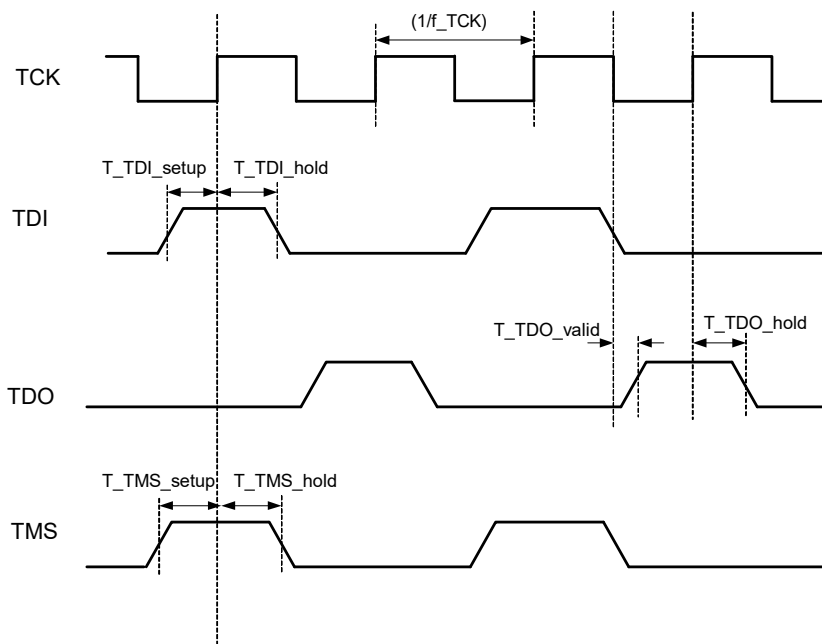 (1/f_TCK)
TCK
T_TDI_setup T_TDI_hold
TDI
T_TDO_valid T_TDO_hold
TDO
T_TMS_setup T_TMS_hold
TMS